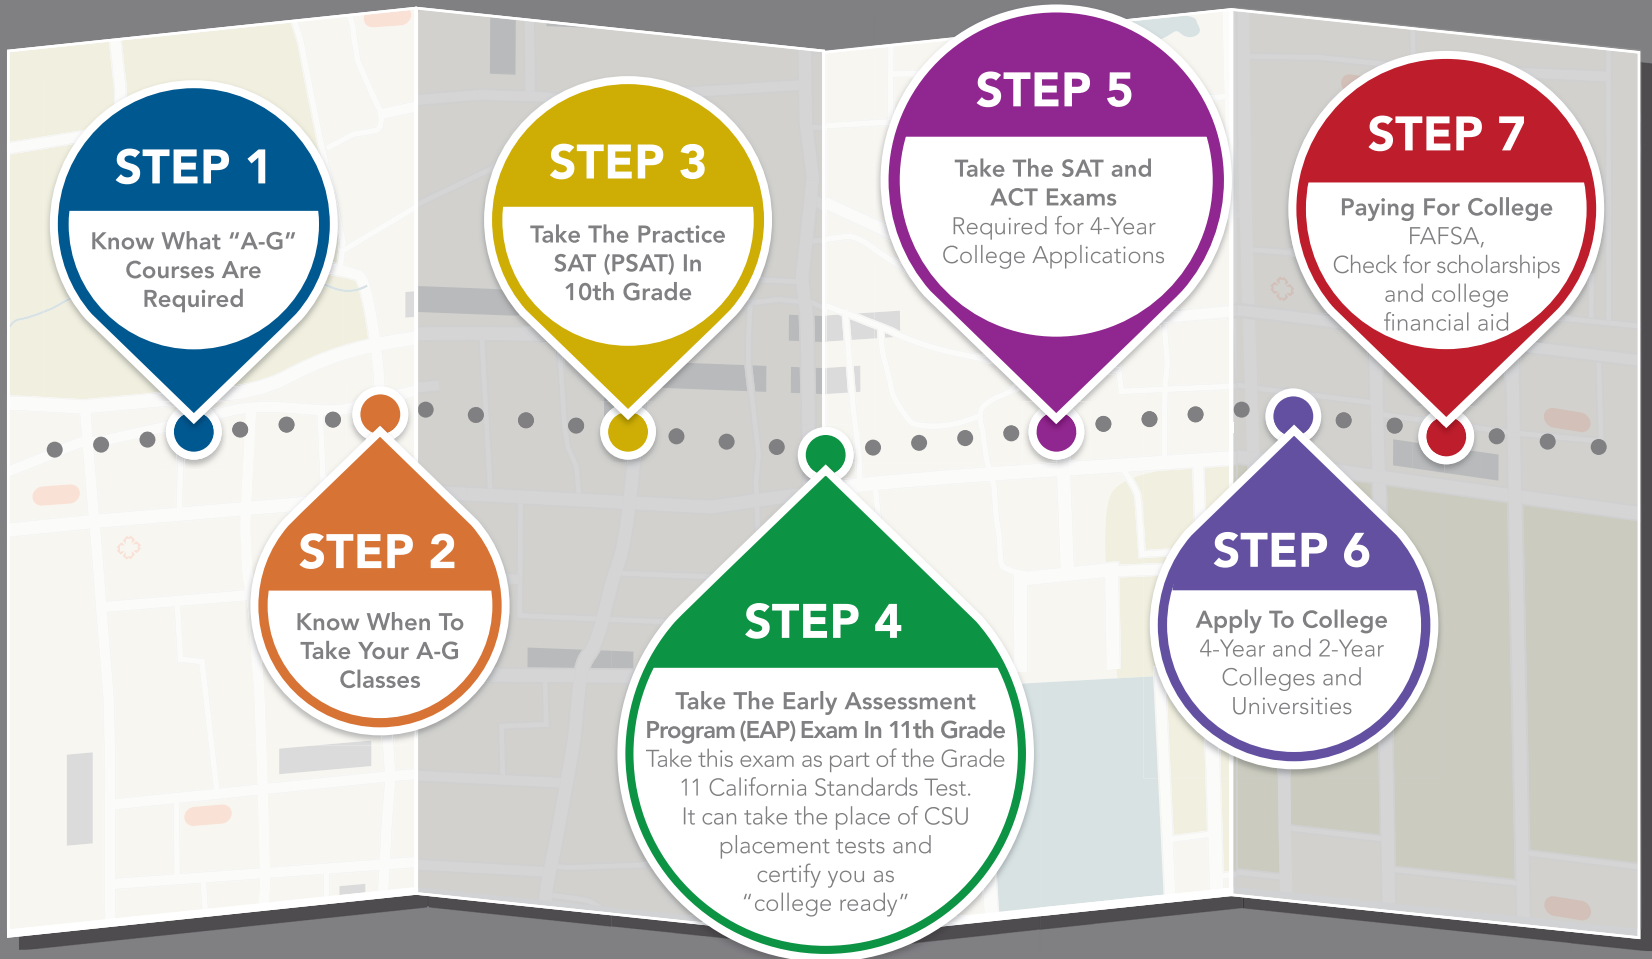 STEP 1
Know What “A-G”
Courses Are
Required
STEP 2
Know When To
Take Your A-G
Classes
STEP 3
Take The Practice
SAT (PSAT) In
10th Grade
STEP 4
Take The Early Assessment
Program (EAP) Exam In 11th Grade
Take this exam as part of the Grade
11 California Standards Test.
It can take the place of CSU
placement tests and
certify you as
“college ready”
STEP 5
Take The SAT and
ACT Exams
Required for 4-Year
College Applications
STEP 6
Apply To College
4-Year and 2-Year
Colleges and
Universities
STEP 7
Paying For College
FAFSA,
Check for scholarships
and college
financial aid